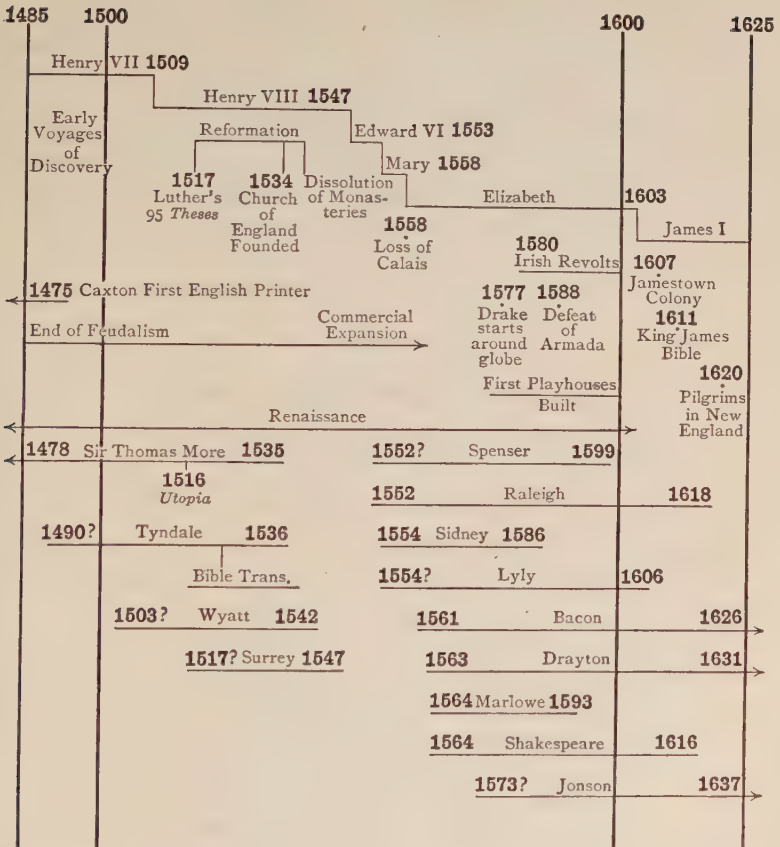 1485 1500 1600 1625
Henry VII 1509
Henry VIII 1547
Early
Voyages
of
Discovery
Reformation
Edward VI 1553
Mary 1558
1517
Luther's
95 Theses
1534
Church
of
England
Founded
Dissolution
of Monas-
teries
Elizabeth 1603
1558
Loss of
Calais
James I
1580
Irish Revolts
1607
Jamestown
Colony
1475 Caxton First English Printer
1577
Drake
starts
around
globe
1588
Defeat
of
Armada
1611
King James
Bible
End of Feudalism
Commercial
Expansion
1620
Pilgrims
in New
England
First Playhouses
Built
Renaissance
1478 Sir Thomas More 1535
1516
Utopia
1552? Spenser 1599
1552 Raleigh 1618
1490? Tyndale 1536
Bible Trans.
1554 Sidney 1586
1554? Lyly 1606
1503? Wyatt 1542
1561 Bacon 1626
1517? Surrey 1547
1563 Drayton 1631
1564 Marlowe 1593
1564 Shakespeare 1616
1573? Jonson 1637